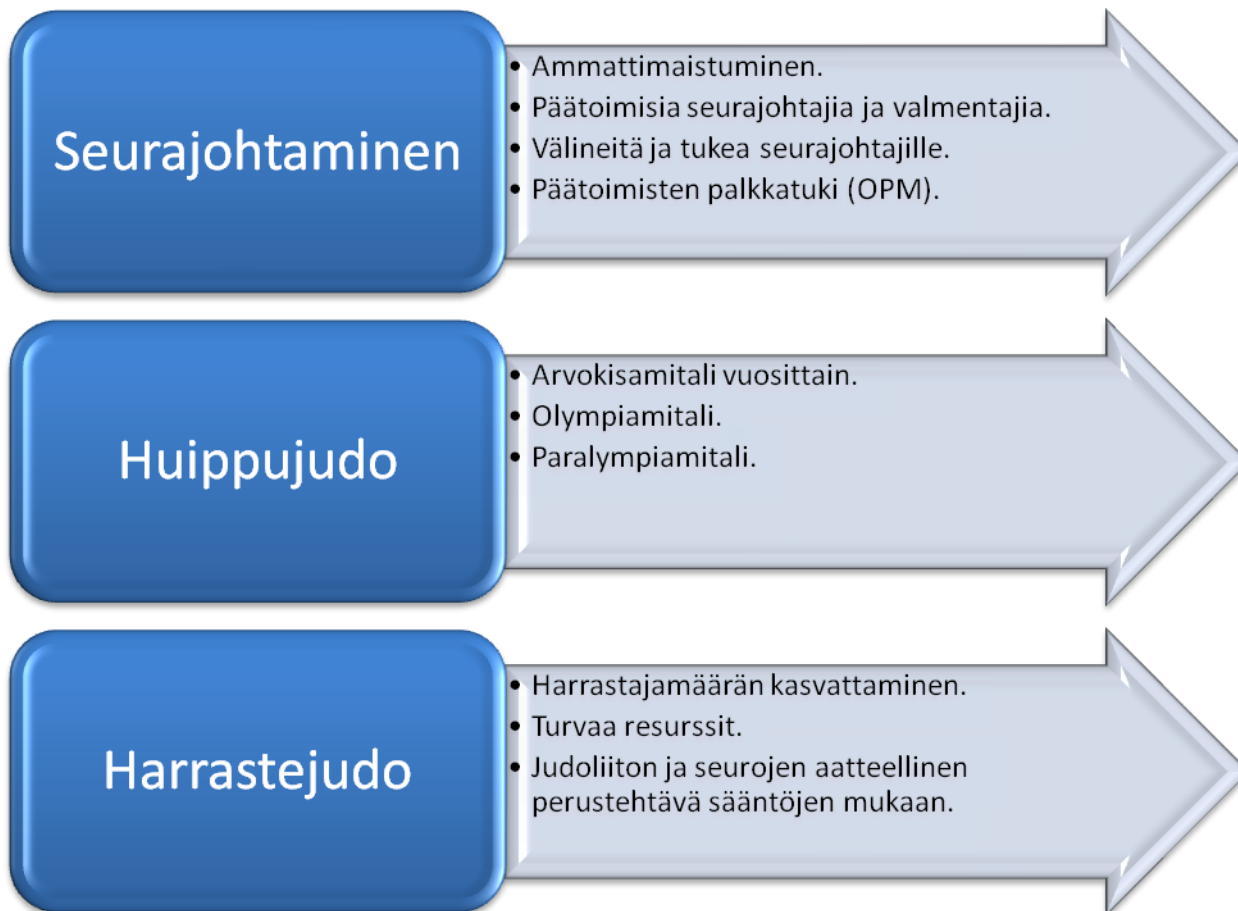 Seurajohtaminen
• Ammattimaistuminen.
• Päätoimisia seurajohtajia ja valmentajia.
• Välineitä ja tukea seurajohtajille.
• Päätoimisten palkkatuki (OPM).
Huippujudo
• Arvokisamitali vuosittain.
• Olympiamitali.
• Paralympiamitali.
Harrastejudo
• Harrastajamäärän kasvattaminen.
• Turvaa resurssit.
• Judoliiton ja seurojen aatteellinen
perustehtävä sääntöjen mukaan.